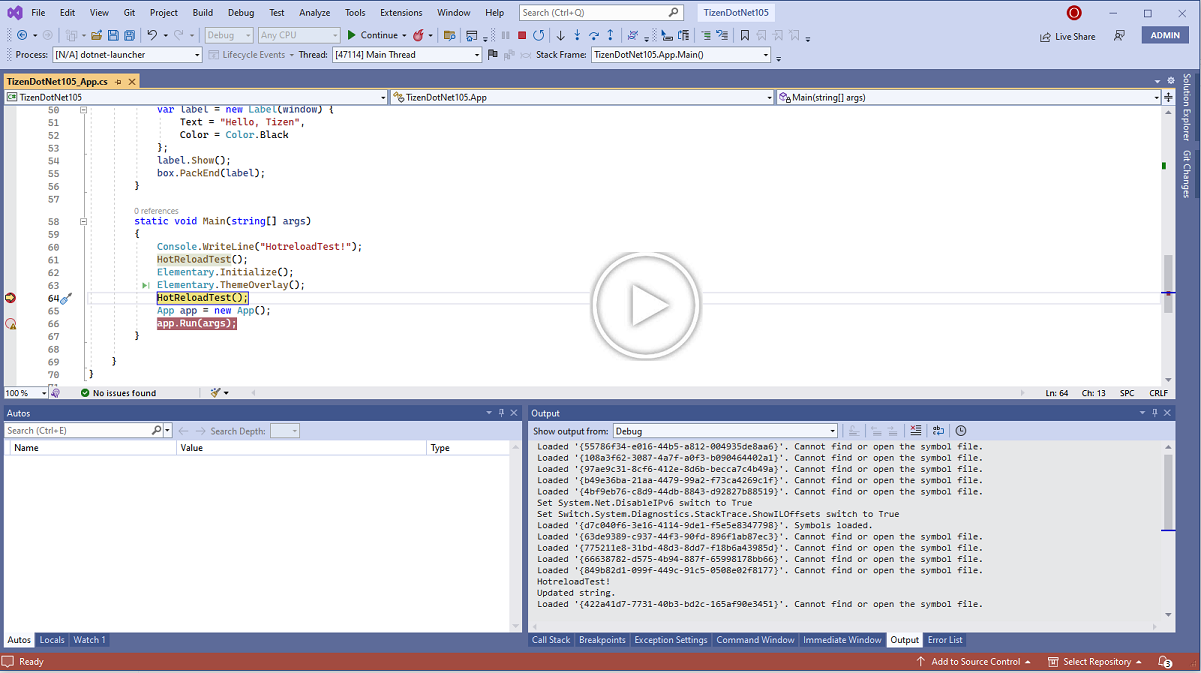 File Edit View Git Project Build Debug Test Analyze Tools Extensions Window Help Search (Ctrl+Q) TizenDotNet105
Debug Any CPU Continue Live Share ADMIN
Process: [N/A] dotnet-launcher Lifecycle Events Thread: [47114] Main Thread Stack Frame: TizenDotNet105.App.Main()
TizenDotNet105_App.cs
TizenDotNet105 TizenDotNet105.App Main(string[] args)
Solution Explorer
Git Changes
50 var label = new Label(window) {
51 Text = "Hello, Tizen",
52 Color = Color.Black
53 };
54 label.Show();
55 box.PackEnd(label);
56 }
57
0 references
58 static void Main(string[] args)
59 {
60 Console.WriteLine("HotreloadTest!");
61 HotReloadTest();
62 Elementary.Initialize();
63 Elementary.ThemeOverlay();
64 HotReloadTest();
65 App app = new App();
66 app.Run(args);
67 }
68
69 }
70 }
71
100 % No issues found Ln: 64 Ch: 13 SPC CRLF
Autos
Search (Ctrl+E) Search Depth:
Name Value Type
Autos Locals Watch 1
Output
Show output from: Debug
Loaded '{55786f34-e016-44b5-a812-004935de8aa6}'. Cannot find or open the symbol file.
Loaded '{108a3f62-3087-4a7f-a0f3-b090464402a1}'. Cannot find or open the symbol file.
Loaded '{97ae9c31-8cf6-412e-8d6b-becca7c4b49a}'. Cannot find or open the symbol file.
Loaded '{b49e36ba-21aa-4479-99a2-f73ca4269c1f}'. Cannot find or open the symbol file.
Loaded '{4bf9eb76-c8d9-44db-8843-d92827b88519}'. Cannot find or open the symbol file.
Set System.Net.DisableIPv6 switch to True
Set Switch.System.Diagnostics.StackTrace.ShowILOffsets switch to True
Loaded '{d7c040f6-3e16-4114-9de1-f5e5e8347798}'. Symbols loaded.
Loaded '{63de9389-c937-44f3-90fd-896f1ab87ec3}'. Cannot find or open the symbol file.
Loaded '{775211e8-31bd-48d3-8dd7-f18b6a43985d}'. Cannot find or open the symbol file.
Loaded '{66638782-d575-4b94-887f-65998178bb66}'. Cannot find or open the symbol file.
Loaded '{849b82d1-099f-449c-91c5-0508e02f8177}'. Cannot find or open the symbol file.
HotreloadTest!
Updated string.
Loaded '{422a41d7-7731-40b3-bd2c-165af90e3451}'. Cannot find or open the symbol file.
Call Stack Breakpoints Exception Settings Command Window Immediate Window Output Error List
Ready Add to Source Control Select Repository 3